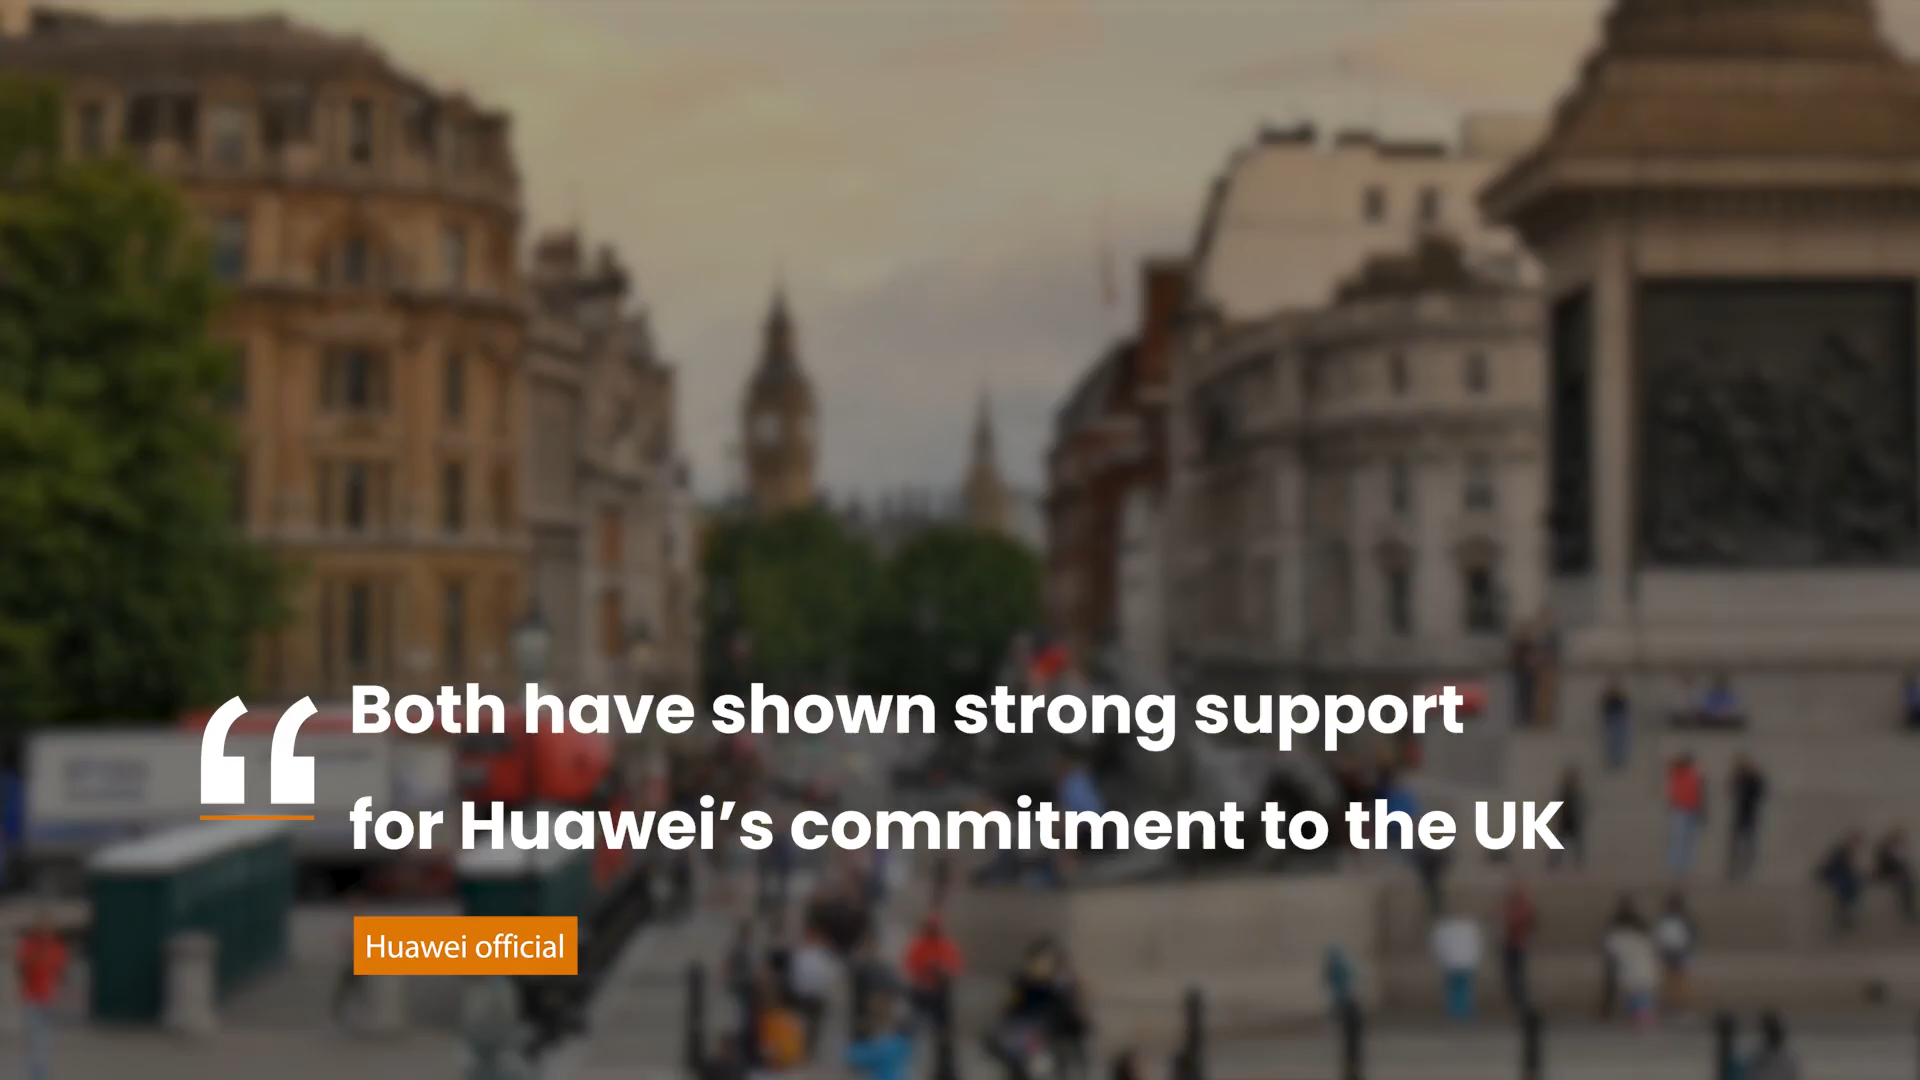 “ Both have shown strong support
for Huawei’s commitment to the UK
Huawei official